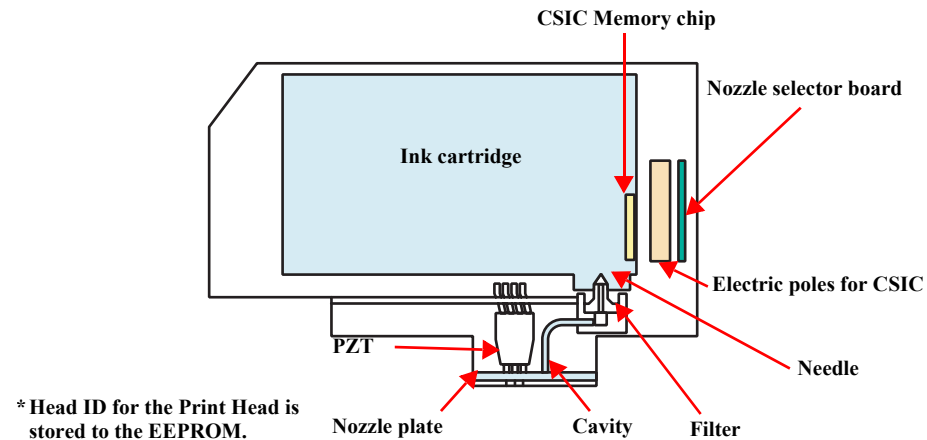 CSIC Memory chip
Nozzle selector board
Ink cartridge
Electric poles for CSIC
PZT
Needle
* Head ID for the Print Head is
stored to the EEPROM.
Nozzle plate
Cavity
Filter